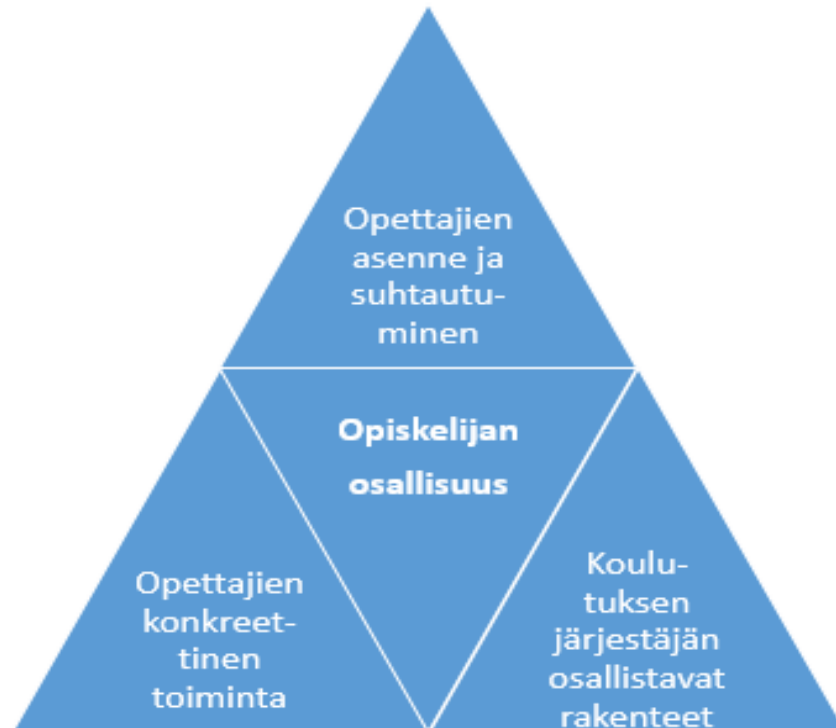 Opettajien
asenne ja
suhtautu-
minen
Opiskelijan
osallisuus
Opettajien
konkreet-
tinen
toiminta
Koulu-
tuksen
järjestäjän
osallistavat
rakenteet